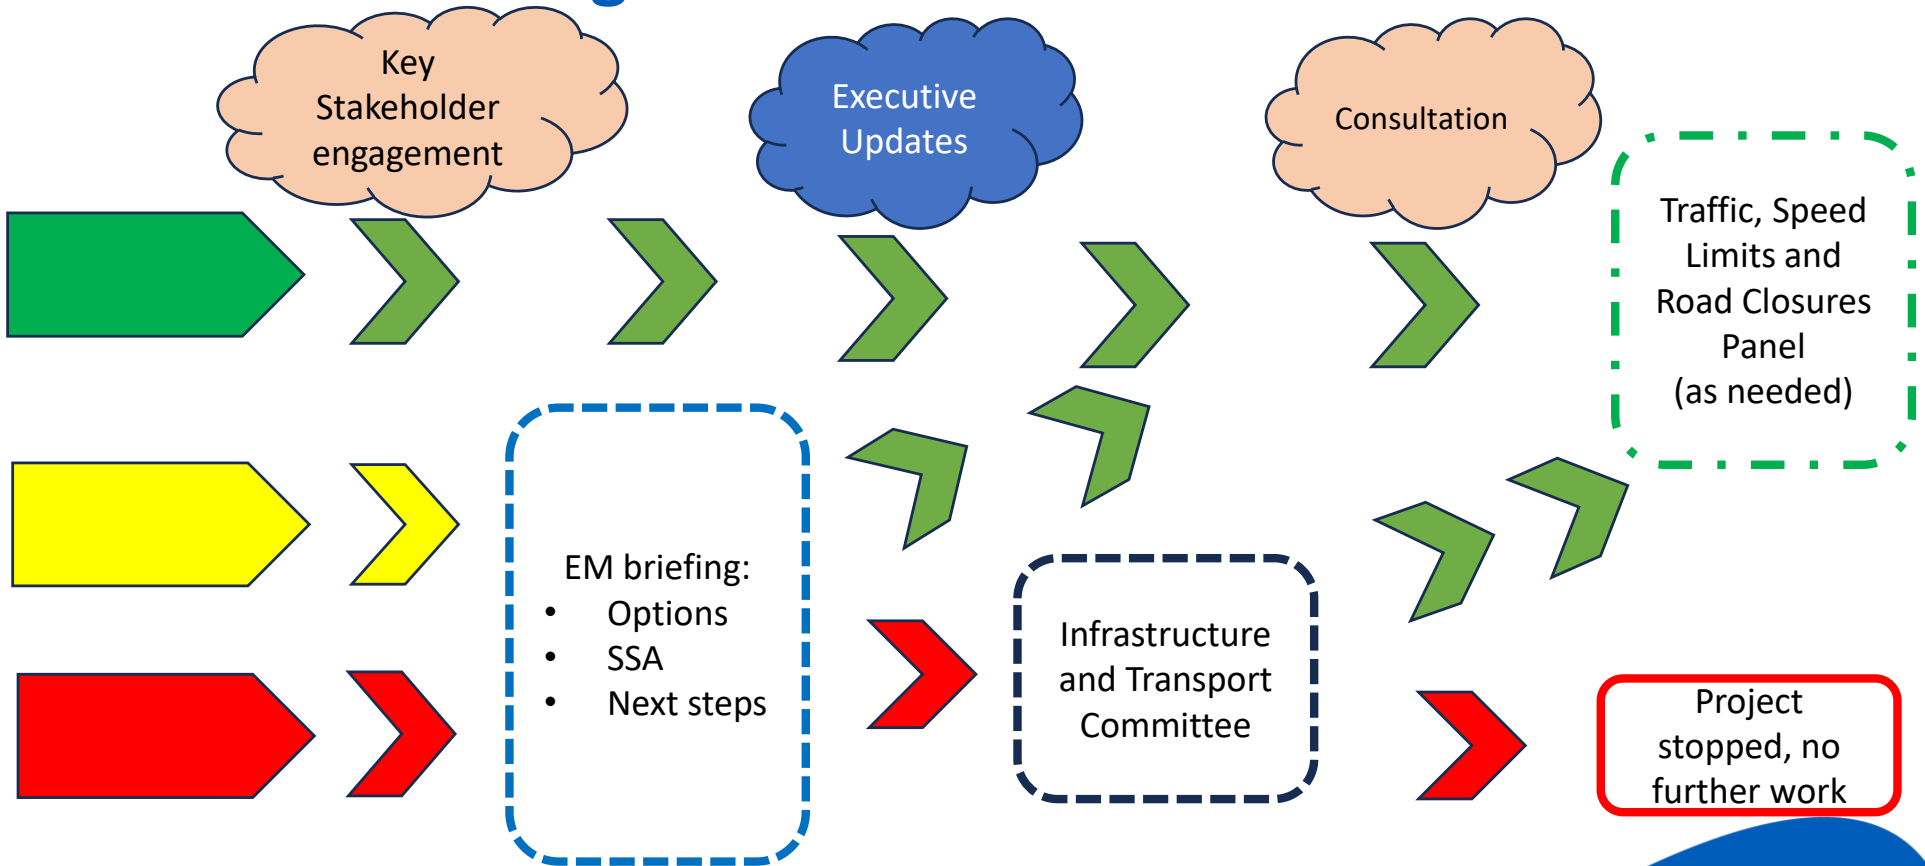 Key
Stakeholder
engagement
Executive
Updates
Consultation
Traffic, Speed
Limits and
Road Closures
Panel
(as needed)
EM briefing:
• Options
• SSA
• Next steps
Infrastructure
and Transport
Committee
Project
stopped, no
further work